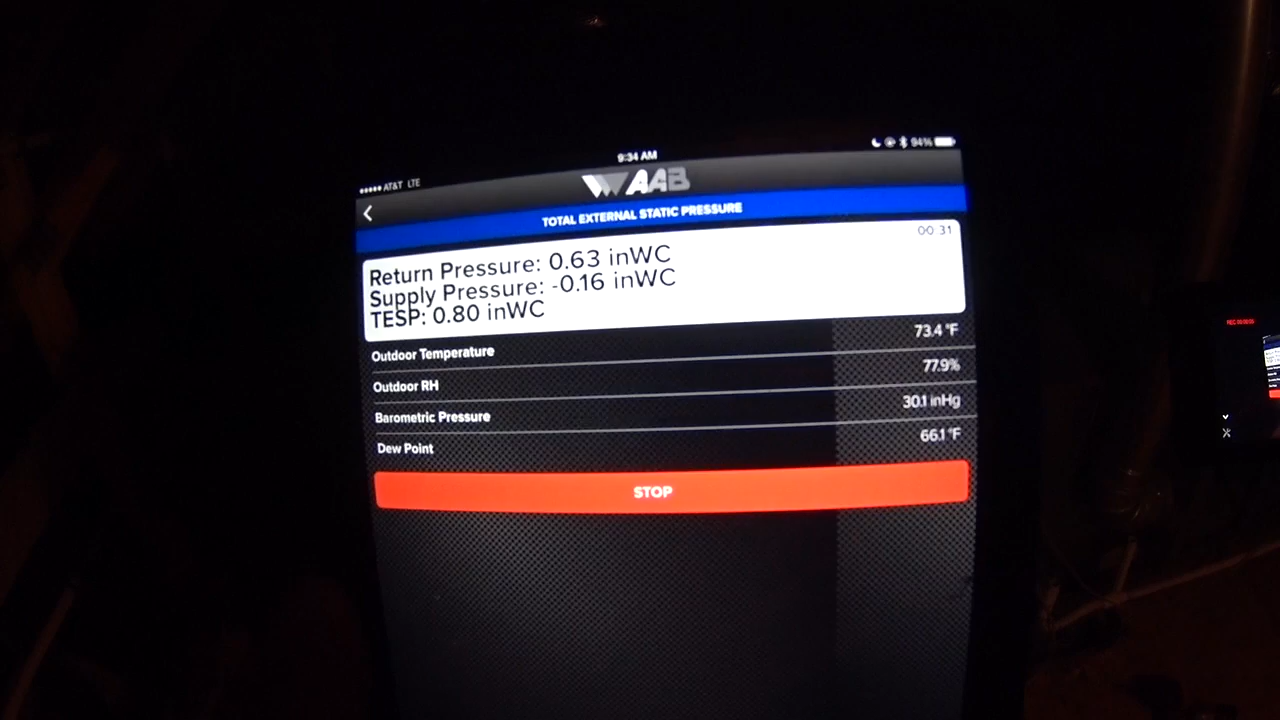 9:34 AM
94%
AT&T LTE
AAB
TOTAL EXTERNAL STATIC PRESSURE
00 31
Return Pressure: 0.63 inWC
Supply Pressure: -0.16 inWC
TESP: 0.80 inWC
Outdoor Temperature 73.4 °F
Outdoor RH 77.9%
Barometric Pressure 30.1 inHg
Dew Point 66.1 °F
STOP